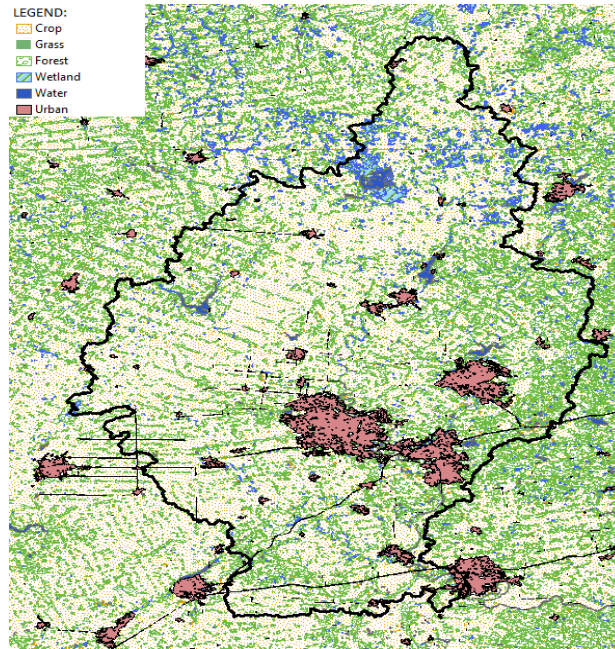 LEGEND:
Crop
Grass
Forest
Wetland
Water
Urban